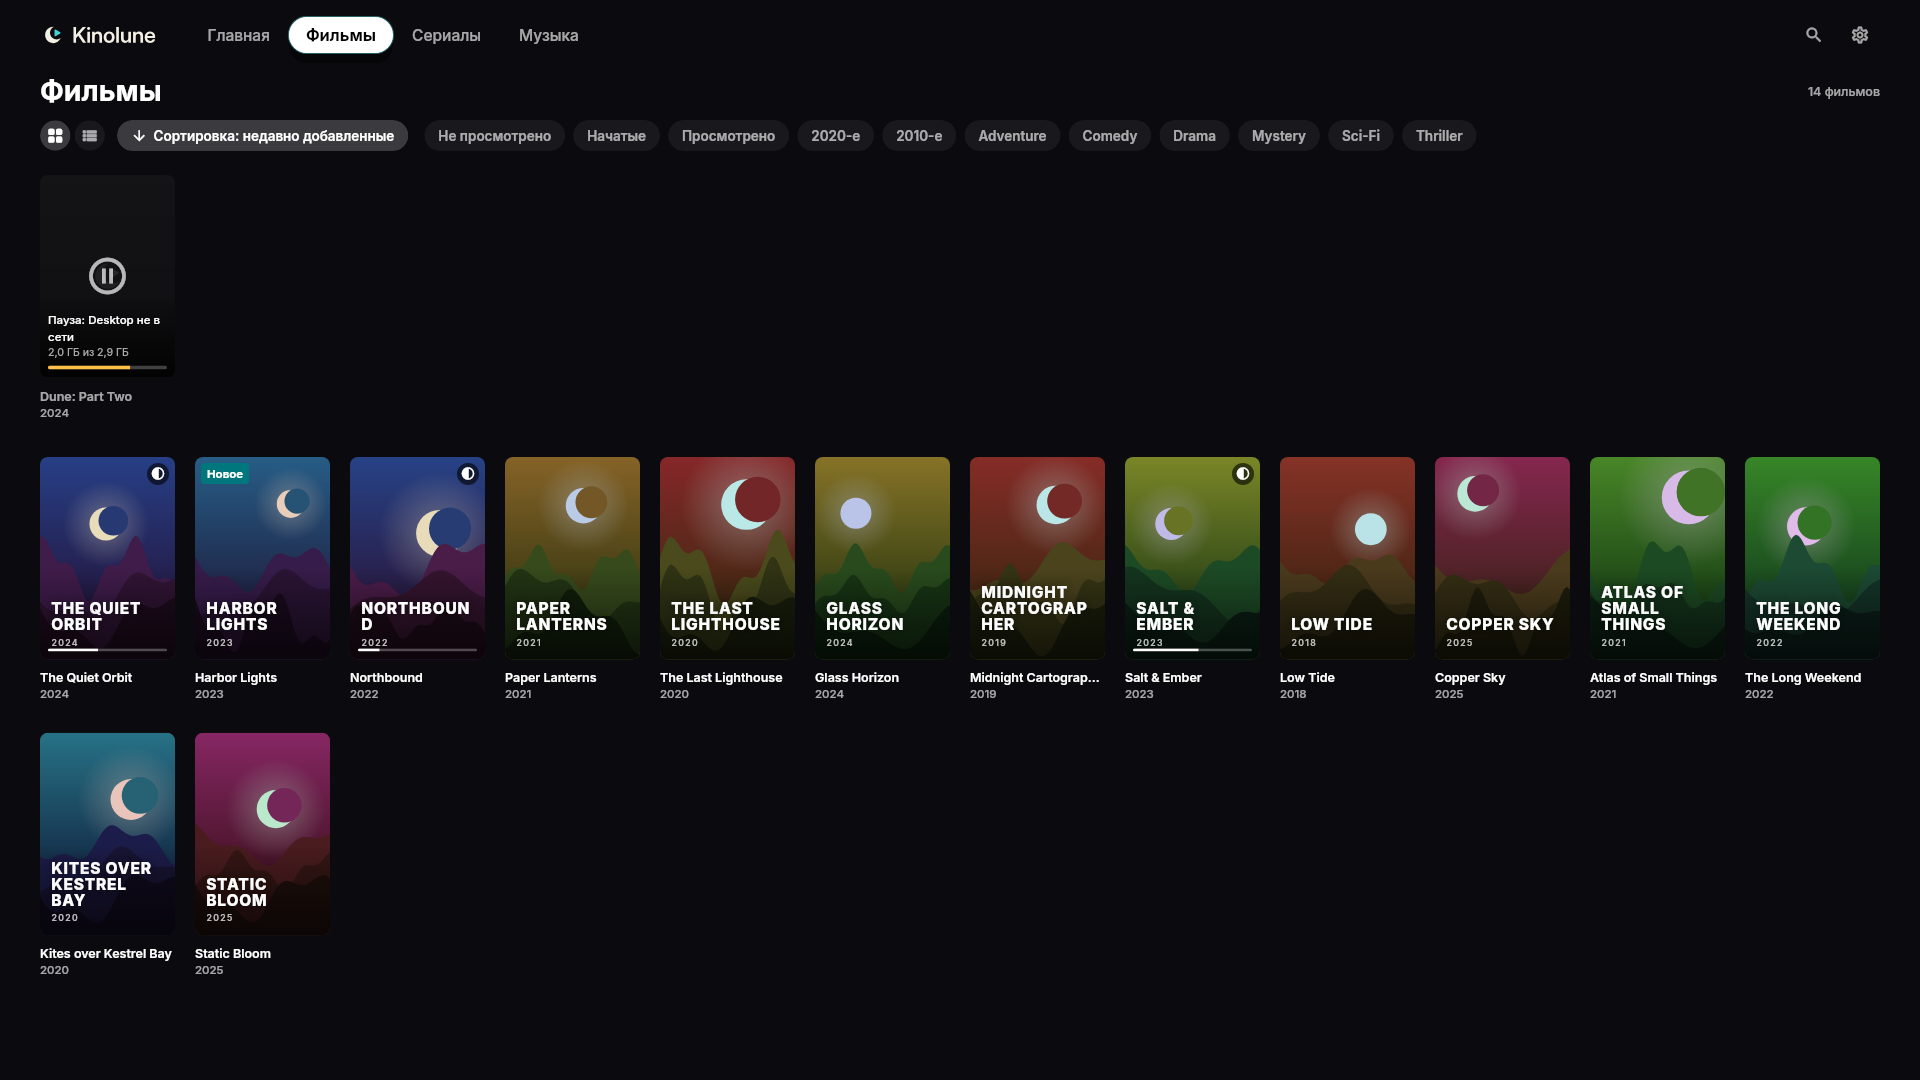 Kinolune
Главная
Фильмы
Сериалы
Музыка
Фильмы
14 фильмов
Сортировка: недавно добавленные
Не просмотрено
Начатые
Просмотрено
2020-е
2010-е
Adventure
Comedy
Drama
Mystery
Sci-Fi
Thriller
Пауза: Desktop не в
сети
2,0 ГБ из 2,9 ГБ
Dune: Part Two
2024
THE QUIET
ORBIT
2024
The Quiet Orbit
2024
Новое
HARBOR
LIGHTS
2023
Harbor Lights
2023
NORTHBOUN
D
2022
Northbound
2022
PAPER
LANTERNS
2021
Paper Lanterns
2021
THE LAST
LIGHTHOUSE
2020
The Last Lighthouse
2020
GLASS
HORIZON
2024
Glass Horizon
2024
MIDNIGHT
CARTOGRAP
HER
2019
Midnight Cartograp...
2019
SALT &
EMBER
2023
Salt & Ember
2023
LOW TIDE
2018
Low Tide
2018
COPPER SKY
2025
Copper Sky
2025
ATLAS OF
SMALL
THINGS
2021
Atlas of Small Things
2021
THE LONG
WEEKEND
2022
The Long Weekend
2022
KITES OVER
KESTREL
BAY
2020
Kites over Kestrel Bay
2020
STATIC
BLOOM
2025
Static Bloom
2025